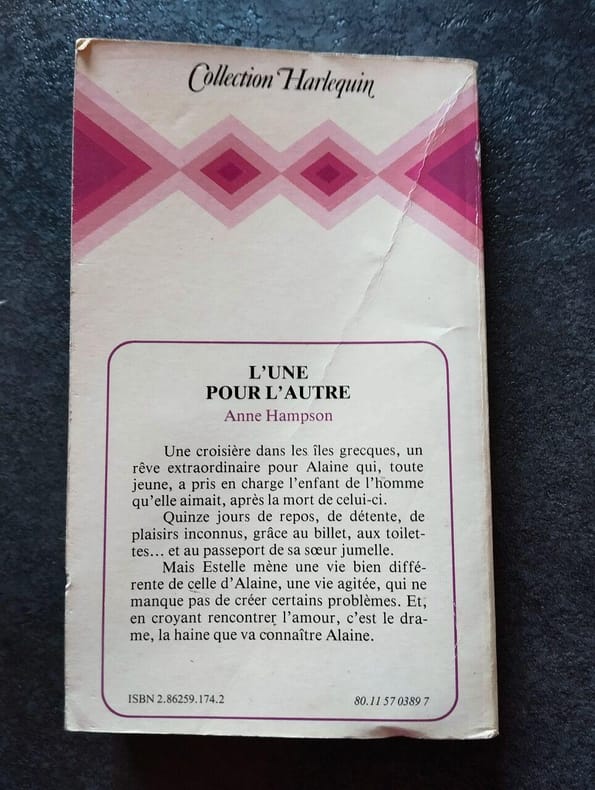 Collection Harlequin
L'UNE
POUR L'AUTRE
Anne Hampson
Une croisière dans les îles grecques, un
rêve extraordinaire pour Alaine qui, toute
jeune, a pris en charge l'enfant de l'homme
qu'elle aimait, après la mort de celui-ci.
Quinze jours de repos, de détente, de
plaisirs inconnus, grâce au billet, aux toilet-
tes... et au passeport de sa sœur jumelle.
Mais Estelle mène une vie bien diffé-
rente de celle d'Alaine, une vie agitée, qui ne
manque pas de créer certains problèmes. Et,
en croyant rencontrer l'amour, c'est le dra-
me, la haine que va connaître Alaine.
ISBN 2.86259.174.2
80.11 57 0389 7